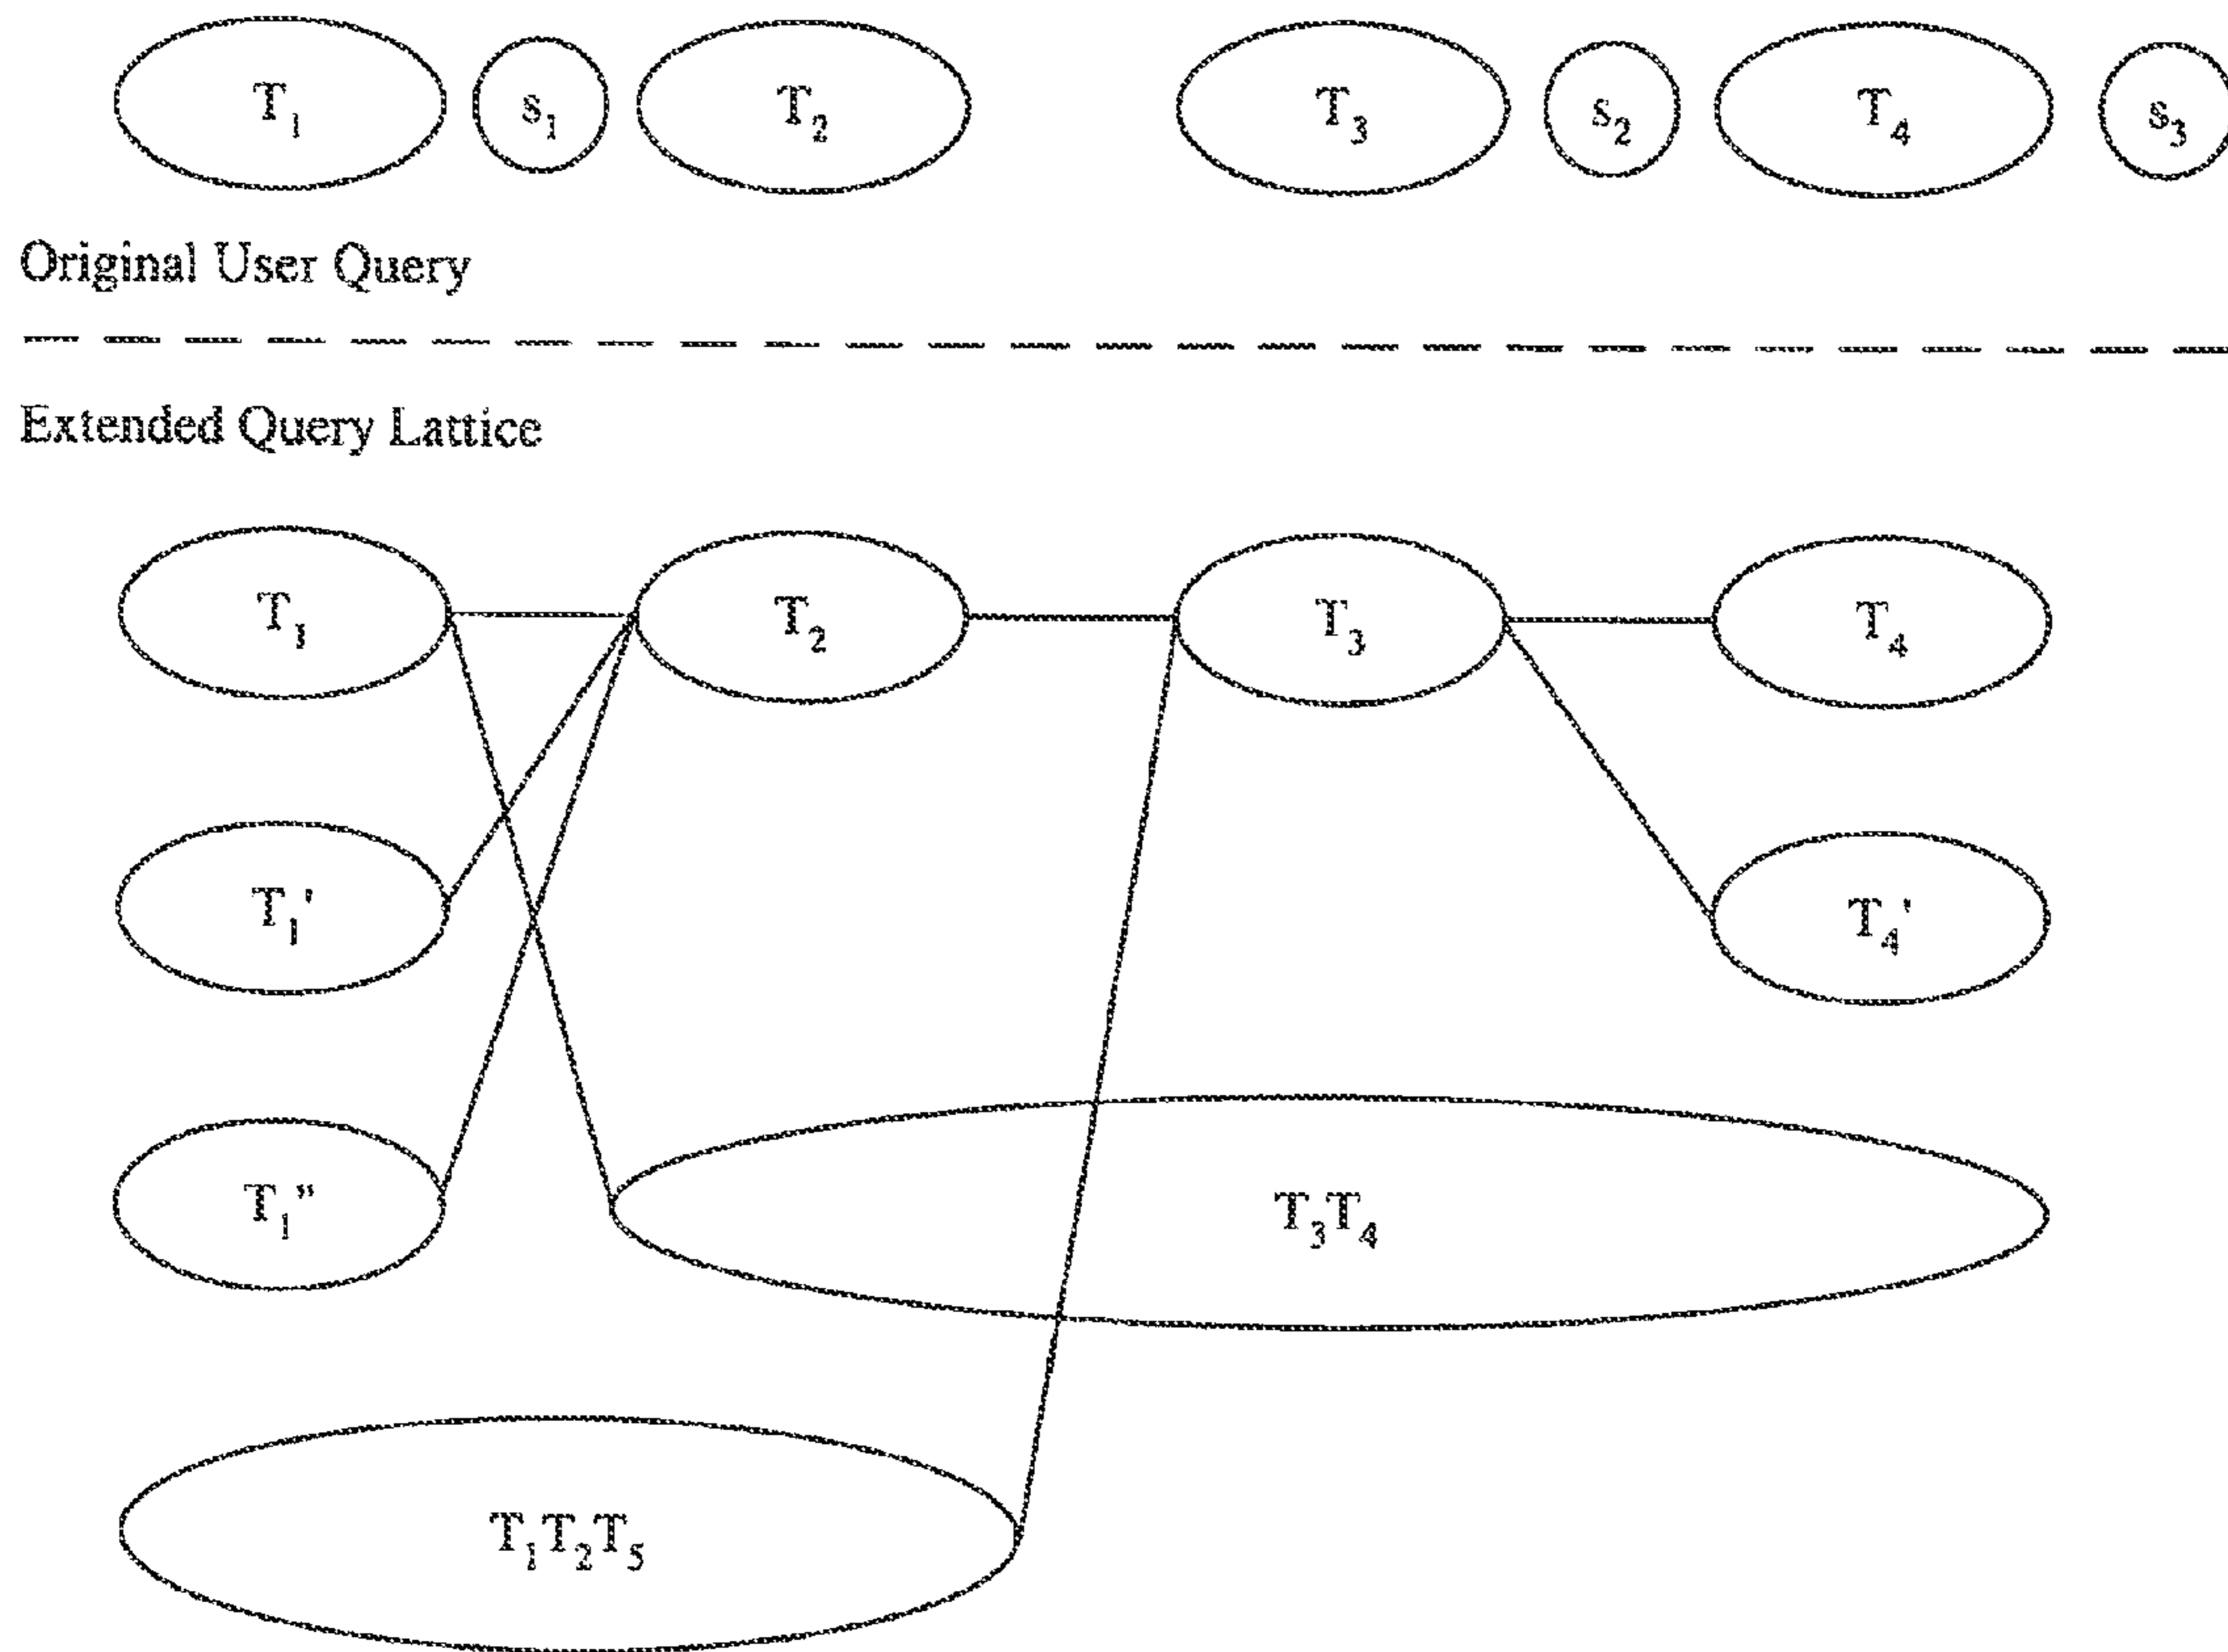 T₁ s₁ T₂ T₃ s₂ T₄ s₃
Original User Query
Extended Query Lattice
T₁ T₂ T₃ T₄
T₁' T₄'
T₁" T₃T₄
T₁T₂T₅